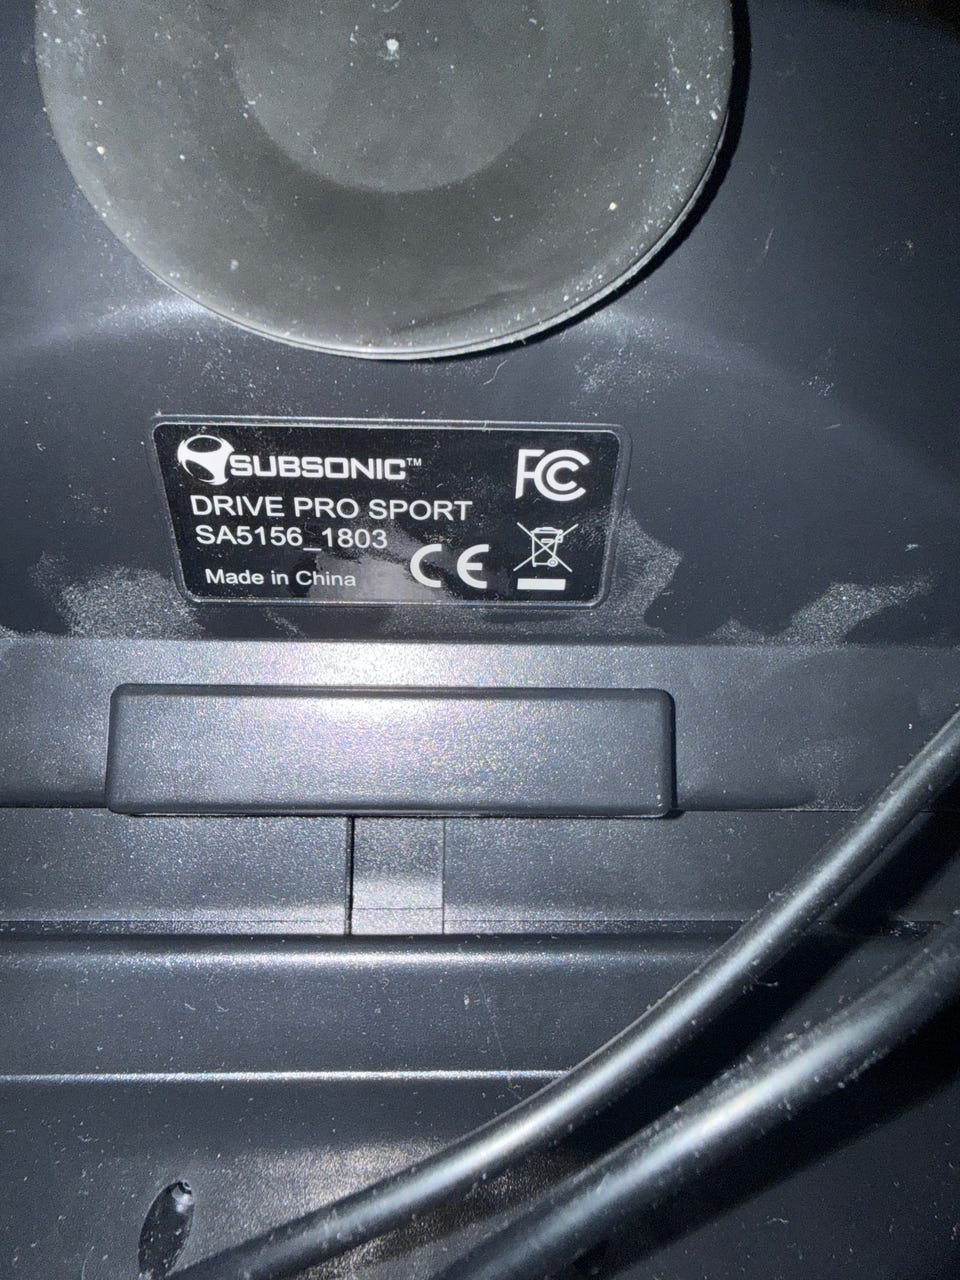 SUBSONIC™
FC
DRIVE PRO SPORT
SA5156_1803
Made in China
CE